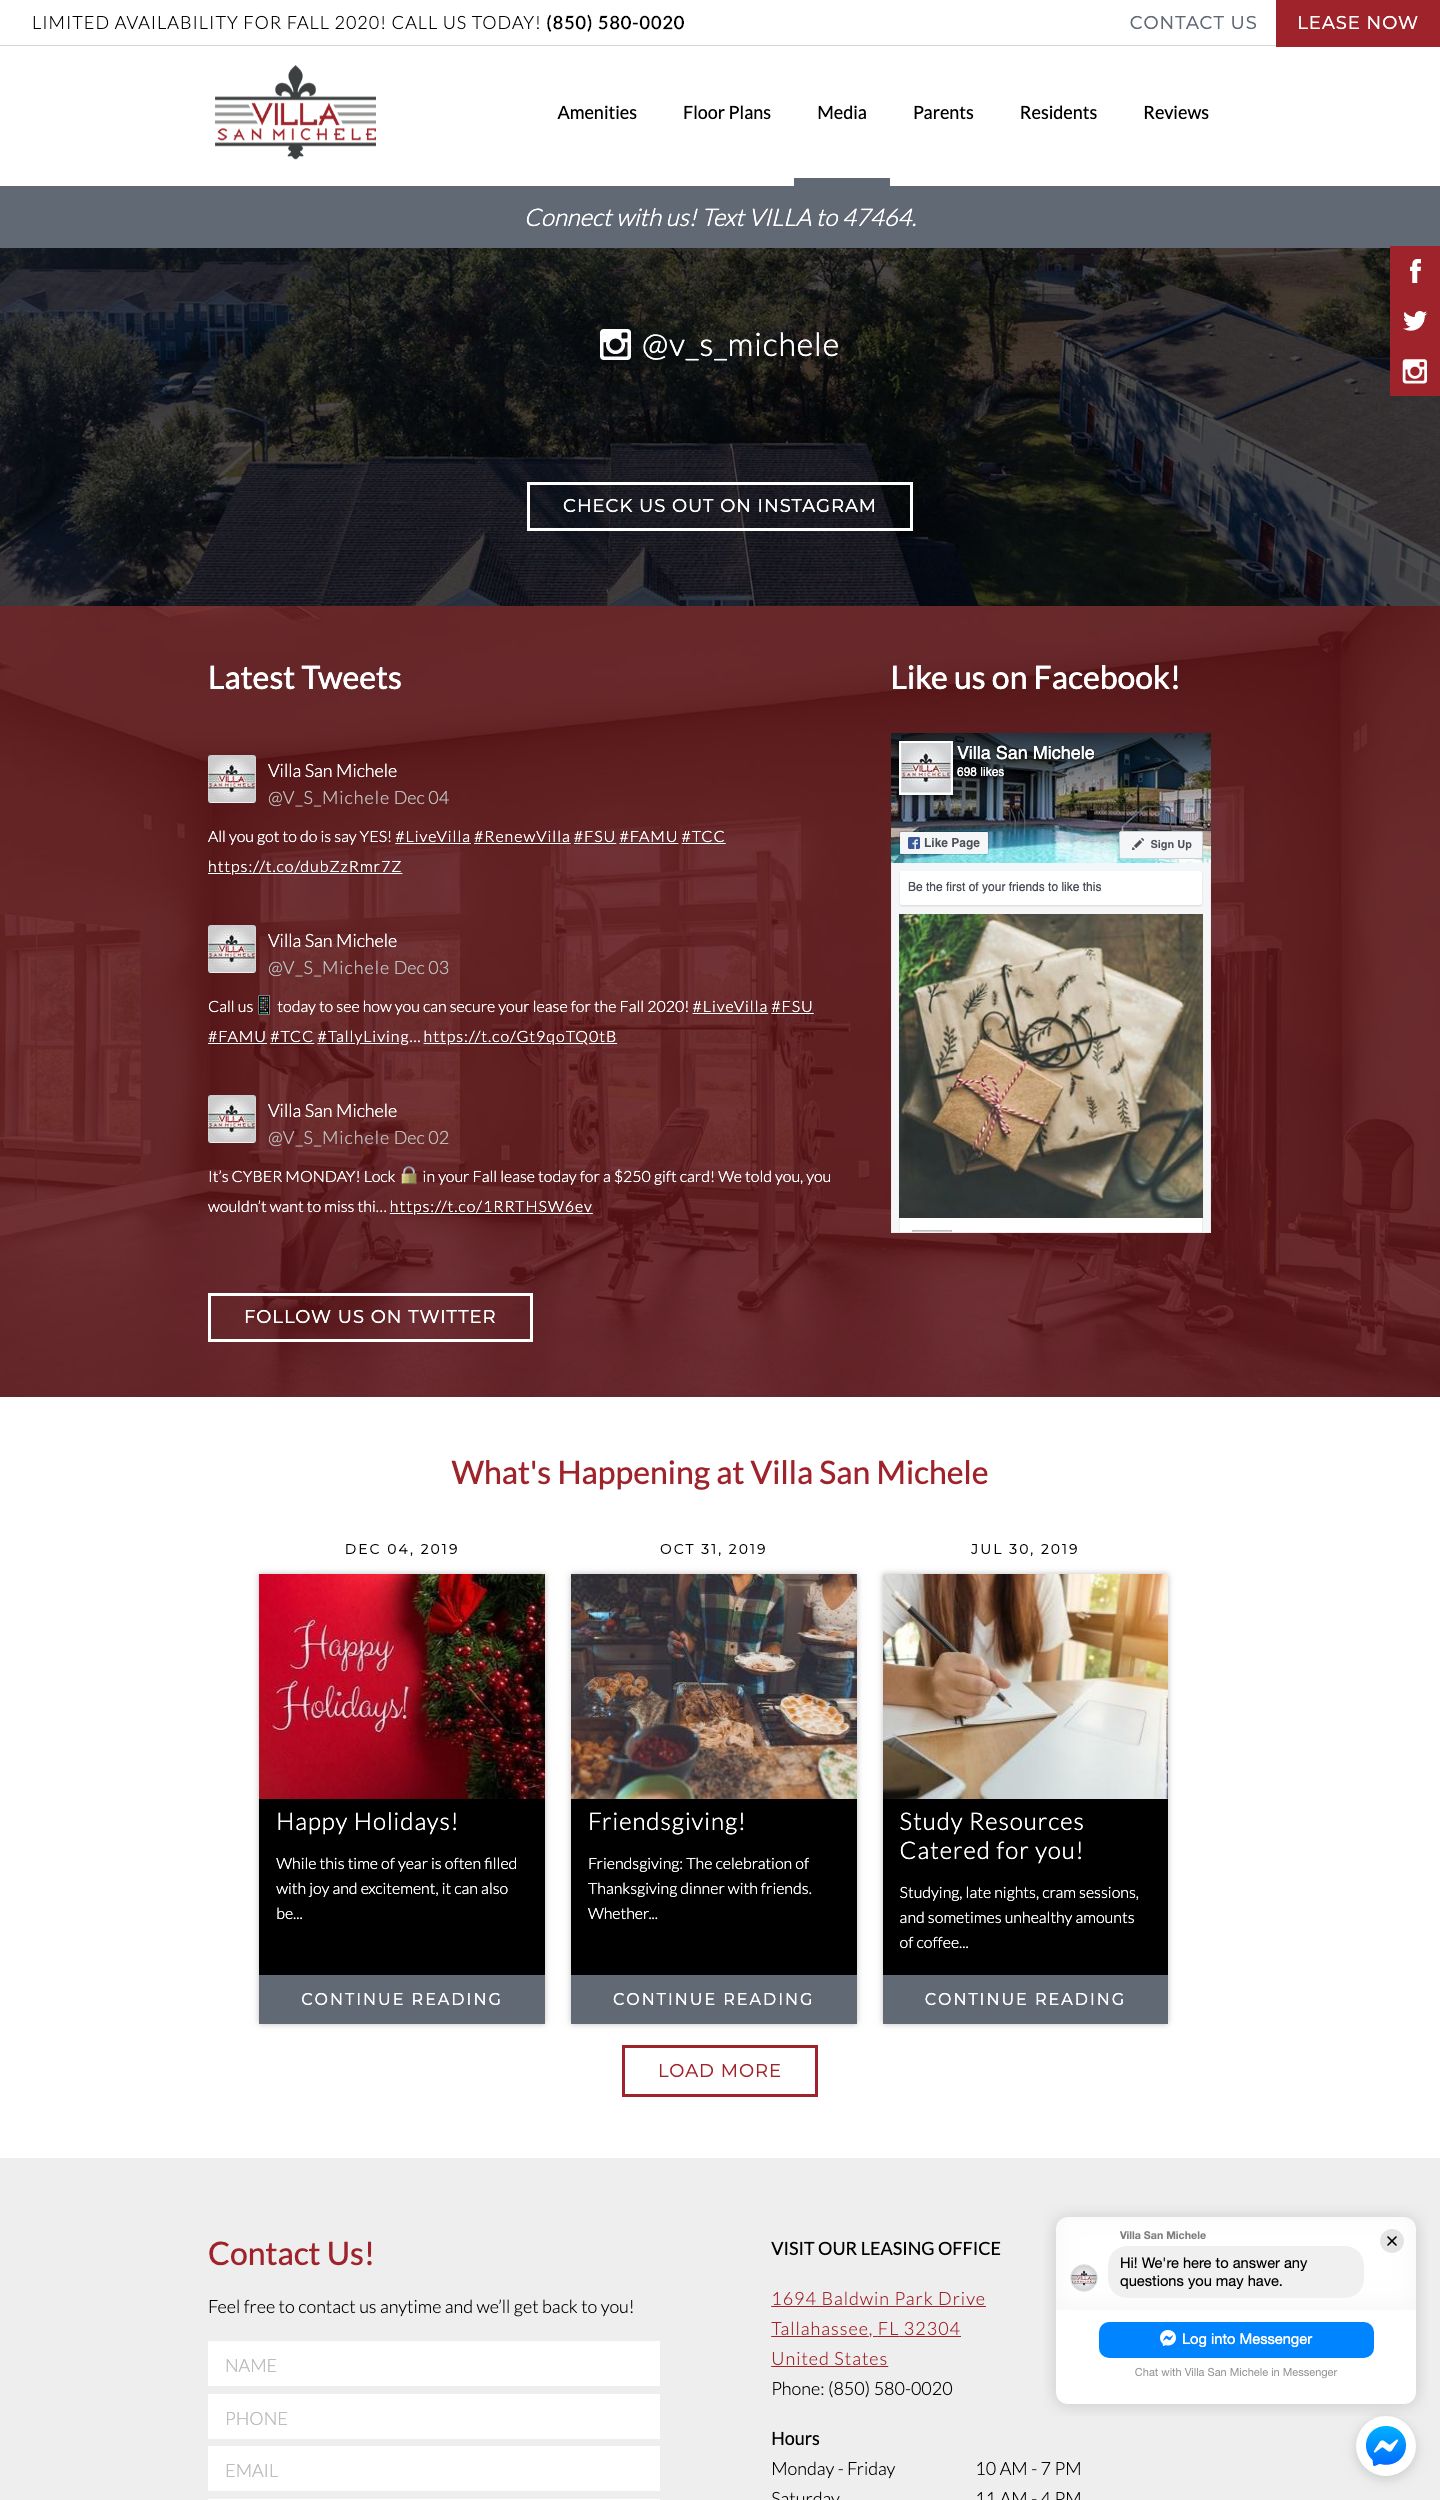 LIMITED AVAILABILITY FOR FALL 2020! CALL US TODAY! (850) 580-0020
CONTACT US
LEASE NOW
VILLA
SAN MICHELE
Amenities
Floor Plans
Media
Parents
Residents
Reviews
Connect with us! Text VILLA to 47464.
@v_s_michele
CHECK US OUT ON INSTAGRAM
Latest Tweets
Villa San Michele
@V_S_Michele Dec 04
All you got to do is say YES! #LiveVilla #RenewVilla #FSU #FAMU #TCC
https://t.co/dubZzRmr7Z
Villa San Michele
@V_S_Michele Dec 03
Call us 📱 today to see how you can secure your lease for the Fall 2020! #LiveVilla #FSU
#FAMU #TCC #TallyLiving… https://t.co/Gt9qoTQ0tB
Villa San Michele
@V_S_Michele Dec 02
It’s CYBER MONDAY! Lock 🔒 in your Fall lease today for a $250 gift card! We told you, you
wouldn’t want to miss thi… https://t.co/1RRTHSW6ev
FOLLOW US ON TWITTER
Like us on Facebook!
VILLA
SAN MICHELE
Villa San Michele
698 likes
Like Page
Sign Up
Be the first of your friends to like this
What's Happening at Villa San Michele
DEC 04, 2019
Happy
Holidays!
Happy Holidays!
While this time of year is often filled
with joy and excitement, it can also
be...
CONTINUE READING
OCT 31, 2019
Friendsgiving!
Friendsgiving: The celebration of
Thanksgiving dinner with friends.
Whether...
CONTINUE READING
JUL 30, 2019
Study Resources
Catered for you!
Studying, late nights, cram sessions,
and sometimes unhealthy amounts
of coffee...
CONTINUE READING
LOAD MORE
Contact Us!
Feel free to contact us anytime and we’ll get back to you!
NAME
PHONE
EMAIL
VISIT OUR LEASING OFFICE
1694 Baldwin Park Drive
Tallahassee, FL 32304
United States
Phone: (850) 580-0020
Hours
Monday - Friday 10 AM - 7 PM
Saturday 11 AM - 4 PM
Villa San Michele
Hi! We're here to answer any
questions you may have.
Log into Messenger
Chat with Villa San Michele in Messenger